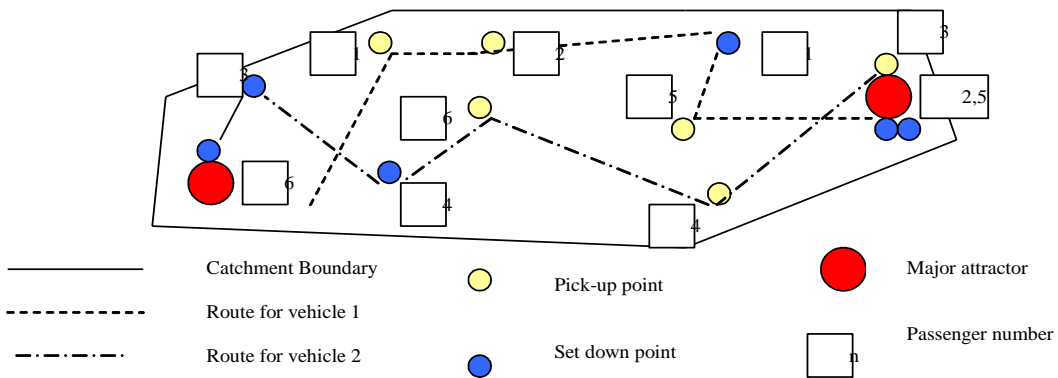 3
1
2
1
3
5
2,5
6
6
4
4
Catchment Boundary
Pick-up point
Major attractor
Route for vehicle 1
Route for vehicle 2
Set down point
Passenger number
n